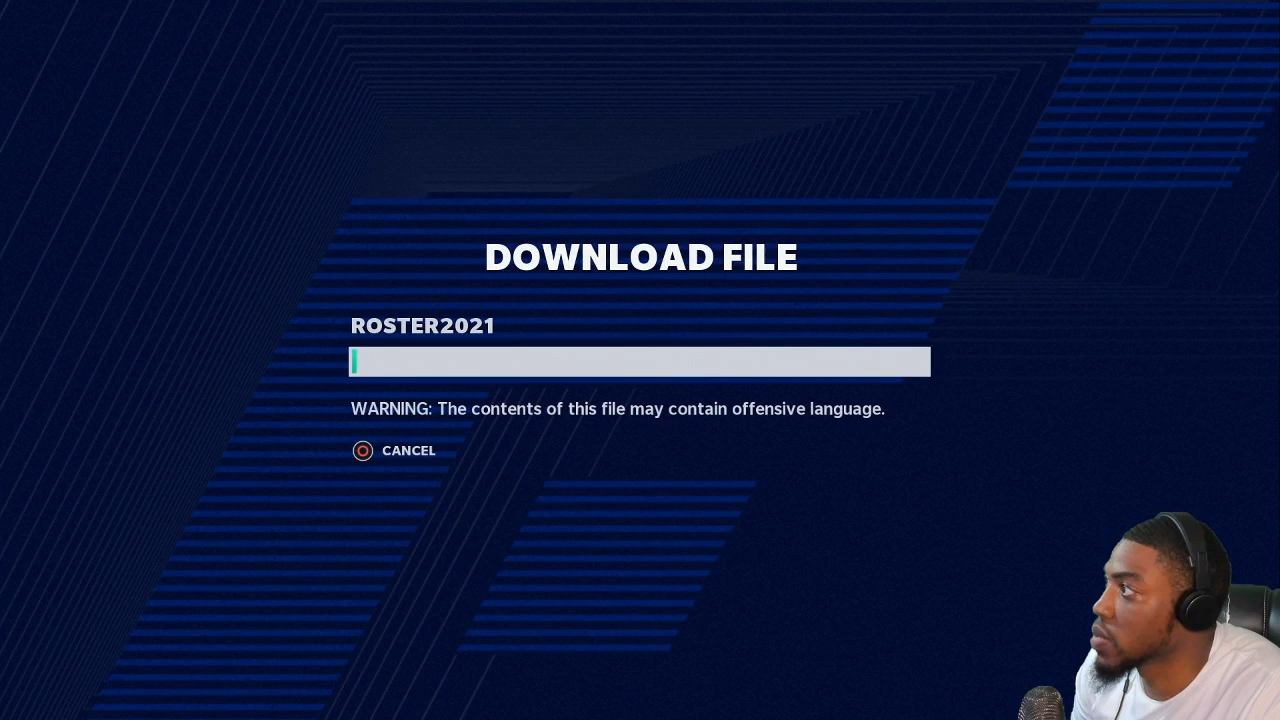 DOWNLOAD FILE
ROSTER2021
WARNING: The contents of this file may contain offensive language.
CANCEL